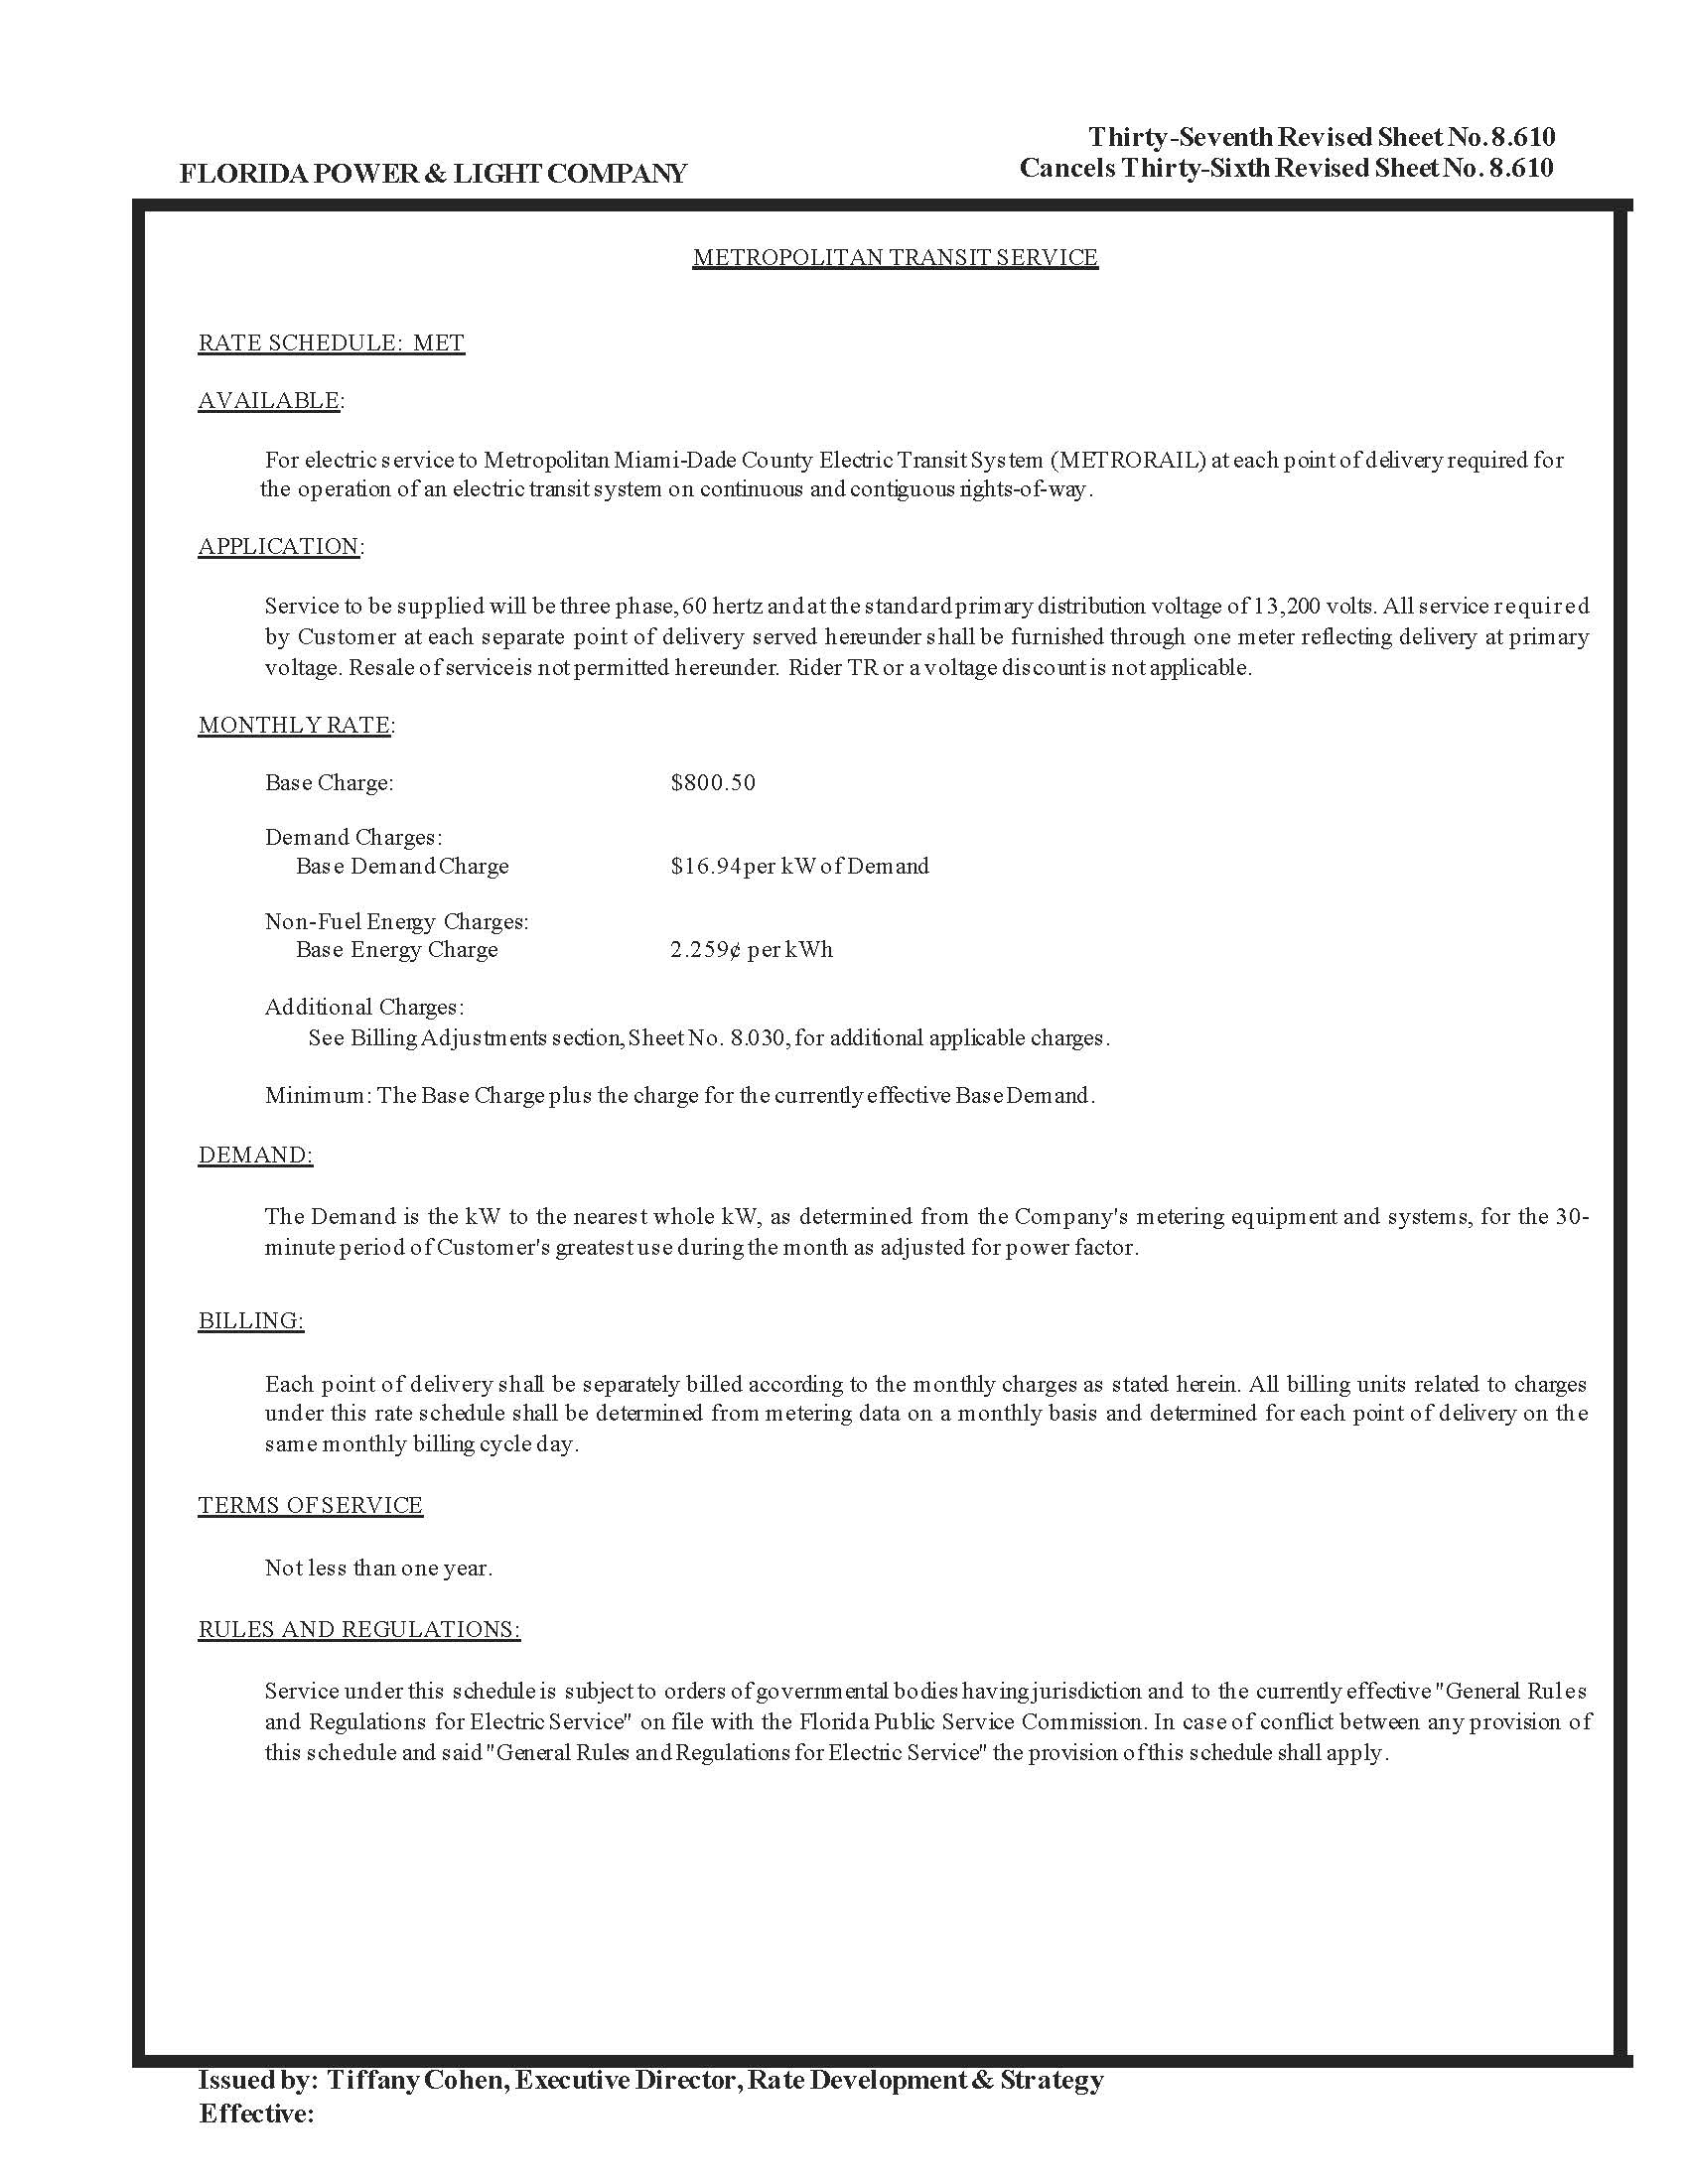 Thirty-Seventh Revised Sheet No. 8.610
FLORIDA POWER & LIGHT COMPANY
Cancels Thirty-Sixth Revised Sheet No. 8.610
METROPOLITAN TRANSIT SERVICE
RATE SCHEDULE: MET
AVAILABLE:
For electric service to Metropolitan Miami-Dade County Electric Transit System (METRORAIL) at each point of delivery required for
the operation of an electric transit system on continuous and contiguous rights-of-way.
APPLICATION:
Service to be supplied will be three phase, 60 hertz and at the standard primary distribution voltage of 13,200 volts. All service required
by Customer at each separate point of delivery served hereunder shall be furnished through one meter reflecting delivery at primary
voltage. Resale of service is not permitted hereunder. Rider TR or a voltage discount is not applicable.
MONTHLY RATE:
Base Charge: $800.50
Demand Charges:
Base Demand Charge $16.94 per kW of Demand
Non-Fuel Energy Charges:
Base Energy Charge 2.259¢ per kWh
Additional Charges:
See Billing Adjustments section, Sheet No. 8.030, for additional applicable charges.
Minimum: The Base Charge plus the charge for the currently effective Base Demand.
DEMAND:
The Demand is the kW to the nearest whole kW, as determined from the Company's metering equipment and systems, for the 30-
minute period of Customer's greatest use during the month as adjusted for power factor.
BILLING:
Each point of delivery shall be separately billed according to the monthly charges as stated herein. All billing units related to charges
under this rate schedule shall be determined from metering data on a monthly basis and determined for each point of delivery on the
same monthly billing cycle day.
TERMS OF SERVICE
Not less than one year.
RULES AND REGULATIONS:
Service under this schedule is subject to orders of governmental bodies having jurisdiction and to the currently effective "General Rules
and Regulations for Electric Service" on file with the Florida Public Service Commission. In case of conflict between any provision of
this schedule and said "General Rules and Regulations for Electric Service" the provision of this schedule shall apply.
Issued by: Tiffany Cohen, Executive Director, Rate Development & Strategy
Effective: